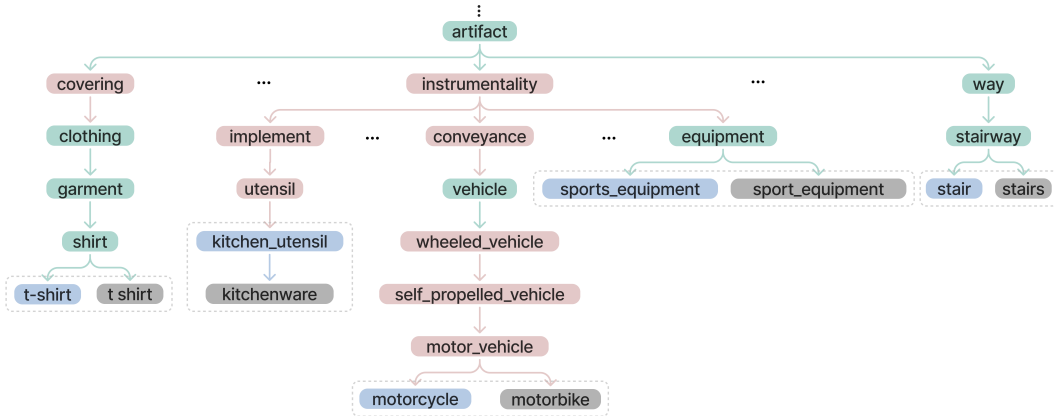 ⋮
artifact
covering
...
instrumentality
...
way
clothing
implement
...
conveyance
...
equipment
stairway
garment
utensil
vehicle
sports_equipment
sport_equipment
stair
stairs
shirt
kitchen_utensil
wheeled_vehicle
t-shirt
t shirt
kitchenware
self_propelled_vehicle
motor_vehicle
motorcycle
motorbike